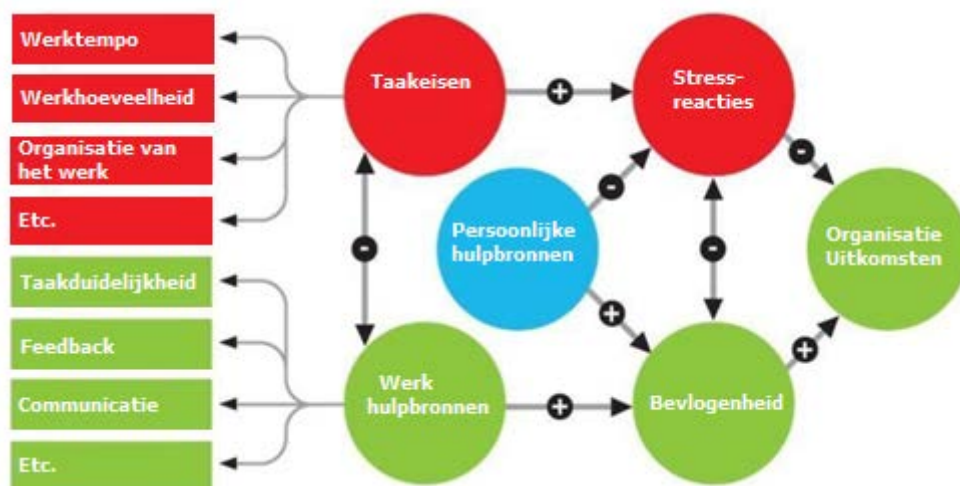 Werktempo
Werkhoeveelheid
Organisatie van
het werk
Etc.
Taakduidelijkheid
Feedback
Communicatie
Etc.
Taakeisen
+
Stress-
reacties
-
-
Persoonlijke
hulpbronnen
-
-
+
Organisatie
Uitkomsten
+
Werk
hulpbronnen
+
Bevlogenheid